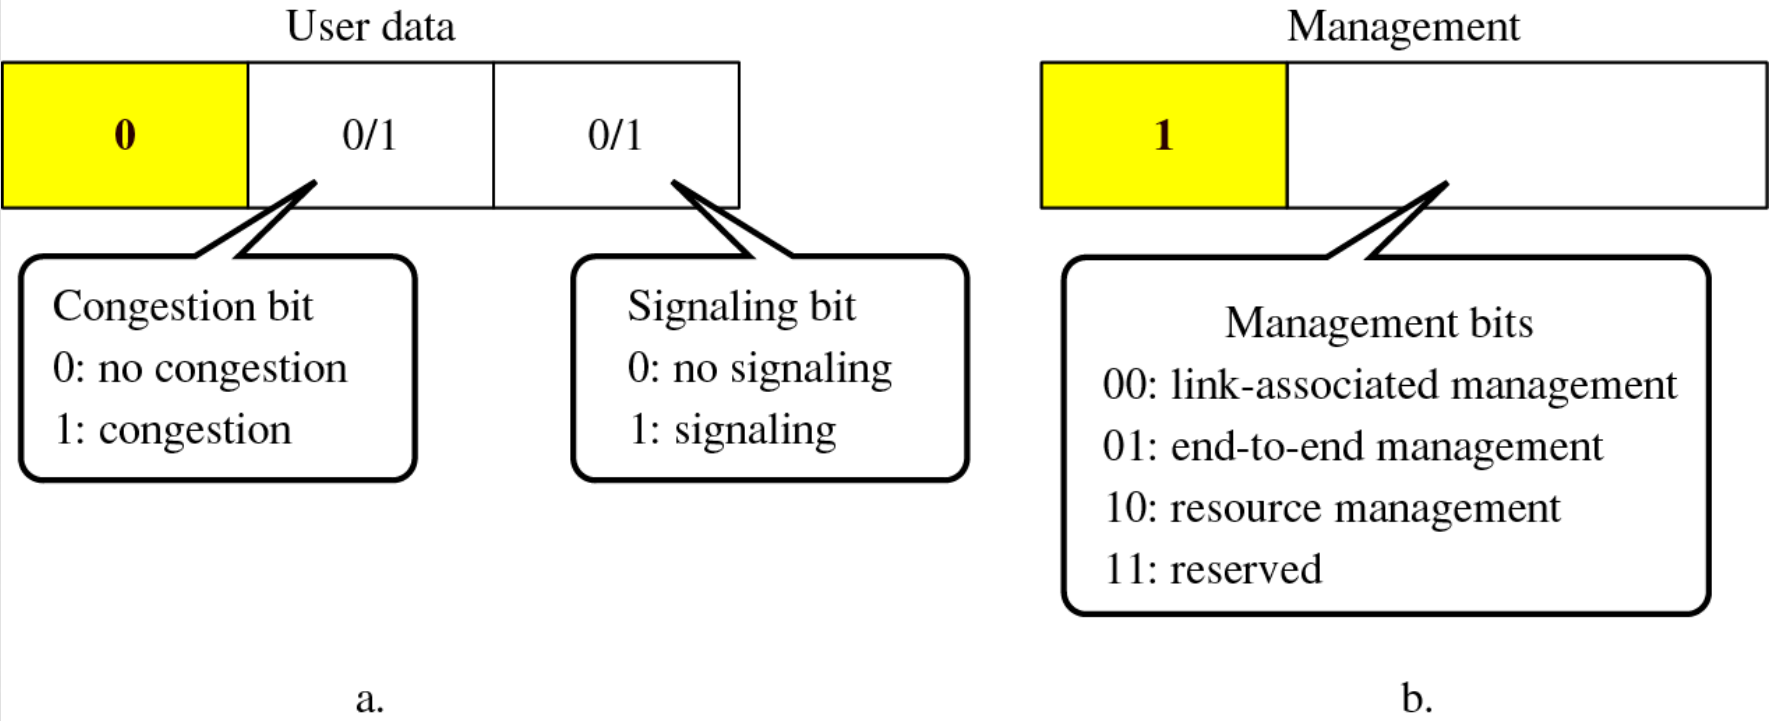 User data
0 0/1 0/1
Congestion bit
0: no congestion
1: congestion
Signaling bit
0: no signaling
1: signaling
a.
Management
1
Management bits
00: link-associated management
01: end-to-end management
10: resource management
11: reserved
b.